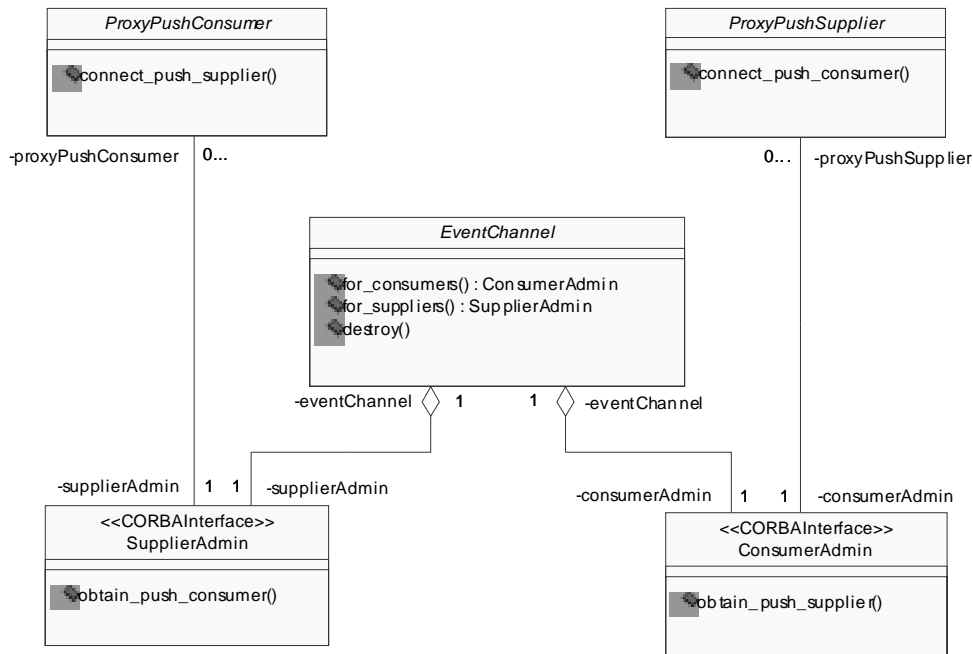 ProxyPushConsumer
connect_push_supplier()
ProxyPushSupplier
connect_push_consumer()
-proxyPushConsumer
0...
0...
-proxyPushSupplier
EventChannel
for_consumers() : ConsumerAdmin
for_suppliers() : SupplierAdmin
destroy()
-eventChannel
1
1
-eventChannel
-supplierAdmin
1
1
-supplierAdmin
-consumerAdmin
1
1
-consumerAdmin
<<CORBAInterface>>
SupplierAdmin
obtain_push_consumer()
<<CORBAInterface>>
ConsumerAdmin
obtain_push_supplier()